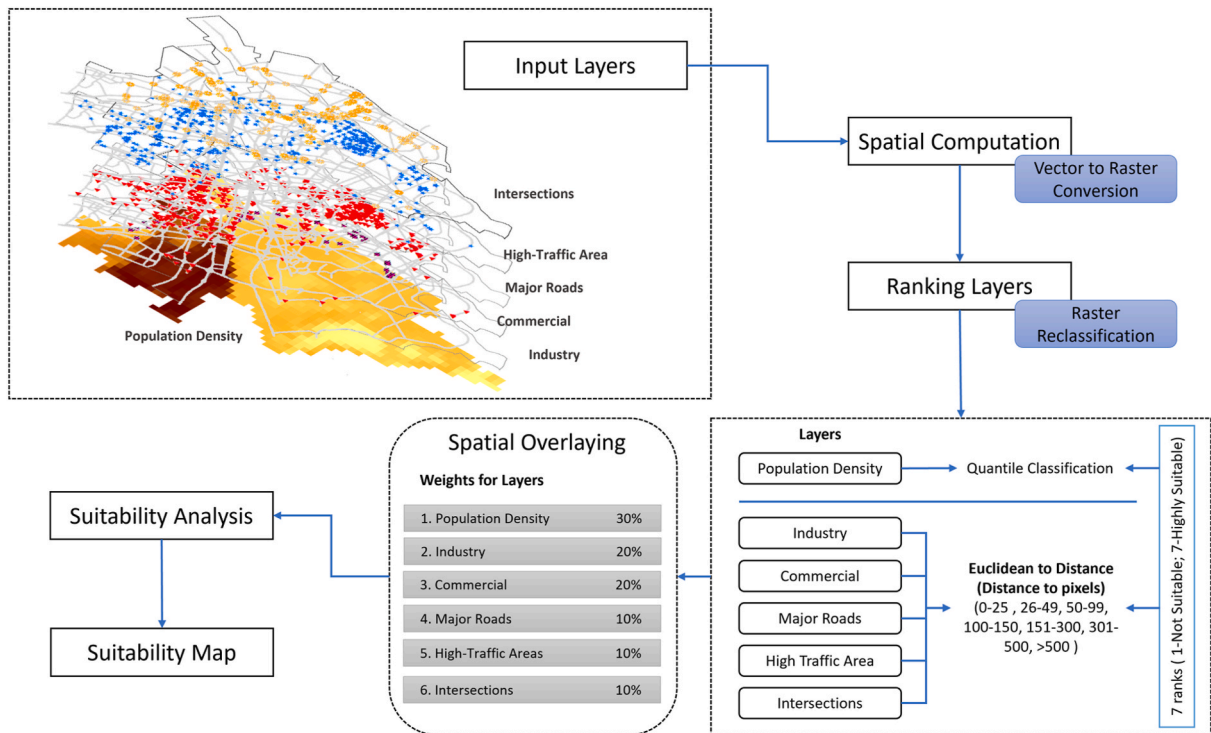 Input Layers
Intersections
High-Traffic Area
Major Roads
Commercial
Industry
Population Density
Spatial Computation
Vector to Raster
Conversion
Ranking Layers
Raster
Reclassification
Layers
Population Density
Quantile Classification
Industry
Commercial
Major Roads
High Traffic Area
Intersections
Euclidean to Distance
(Distance to pixels)
(0-25 , 26-49, 50-99,
100-150, 151-300, 301-
500, >500 )
7 ranks ( 1-Not Suitable; 7-Highly Suitable)
Spatial Overlaying
Weights for Layers
1. Population Density 30%
2. Industry 20%
3. Commercial 20%
4. Major Roads 10%
5. High-Traffic Areas 10%
6. Intersections 10%
Suitability Analysis
Suitability Map